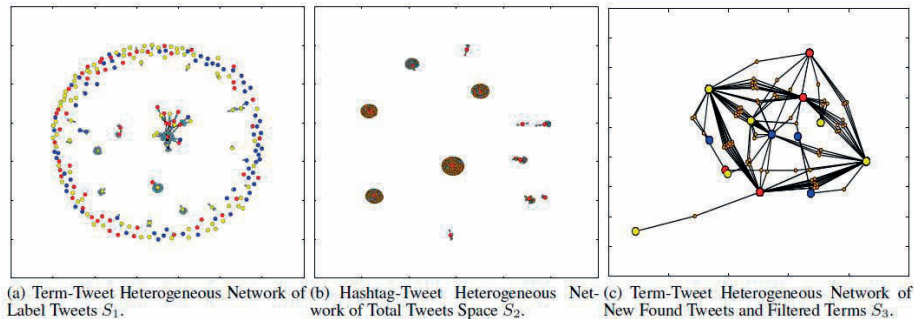 (a) Term-Tweet Heterogeneous Network of
Label Tweets S1.
(b) Hashtag-Tweet Heterogeneous Net-
work of Total Tweets Space S2.
(c) Term-Tweet Heterogeneous Network of
New Found Tweets and Filtered Terms S3.